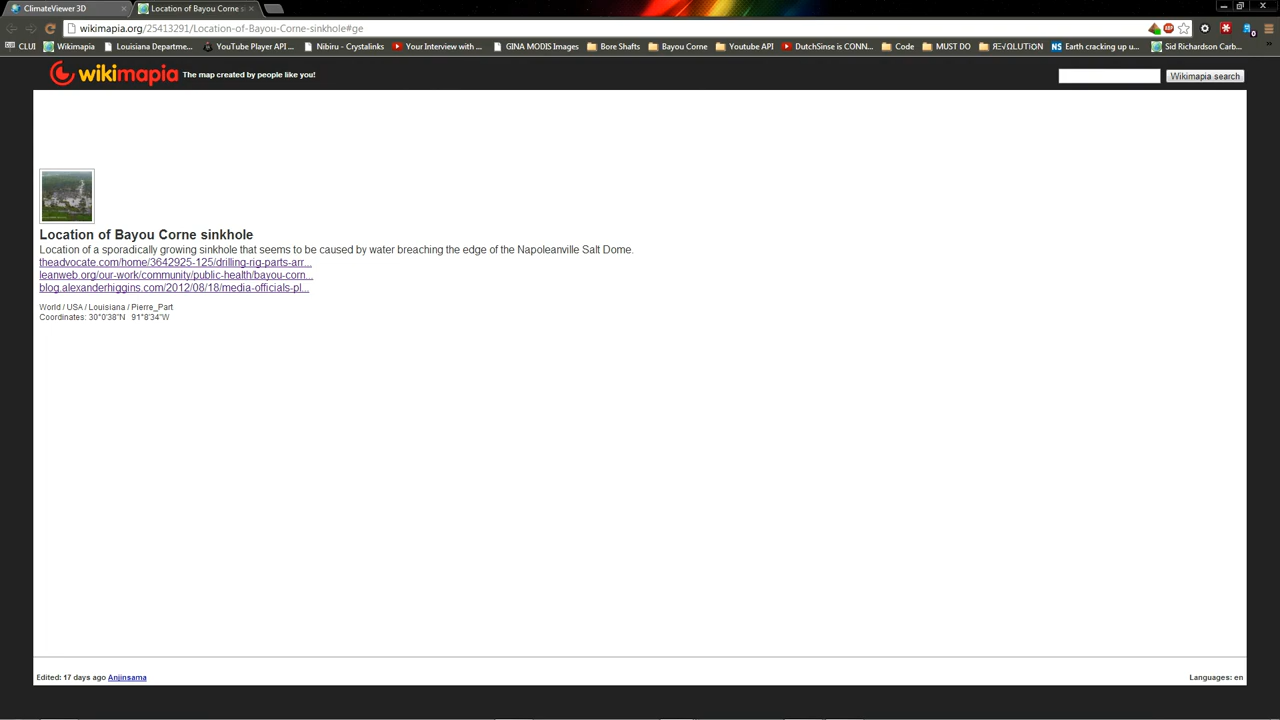 ClimateViewer 3D
Location of Bayou Corne s
wikimapia.org/25413291/Location-of-Bayou-Corne-sinkhole#ge
CLUI Wikimapia Louisiana Departme... YouTube Player API ... Nibiru - Crystalinks Your Interview with ... GINA MODIS Images Bore Shafts Bayou Corne Youtube API DutchSinse is CONN... Code MUST DO Earth cracking up u... Sid Richardson Carb...
wikimapia The map created by people like you!
Wikimapia search
Location of Bayou Corne sinkhole
Location of a sporadically growing sinkhole that seems to be caused by water breaching the edge of the Napoleanville Salt Dome.
theadvocate.com/home/3642925-125/drilling-rig-parts-arr...
leanweb.org/our-work/community/public-health/bayou-corn...
blog.alexanderhiggins.com/2012/08/18/media-officials-pl...
World / USA / Louisiana / Pierre_Part
Coordinates: 30°0'38"N 91°8'34"W
Edited: 17 days ago Anjinsama
Languages: en